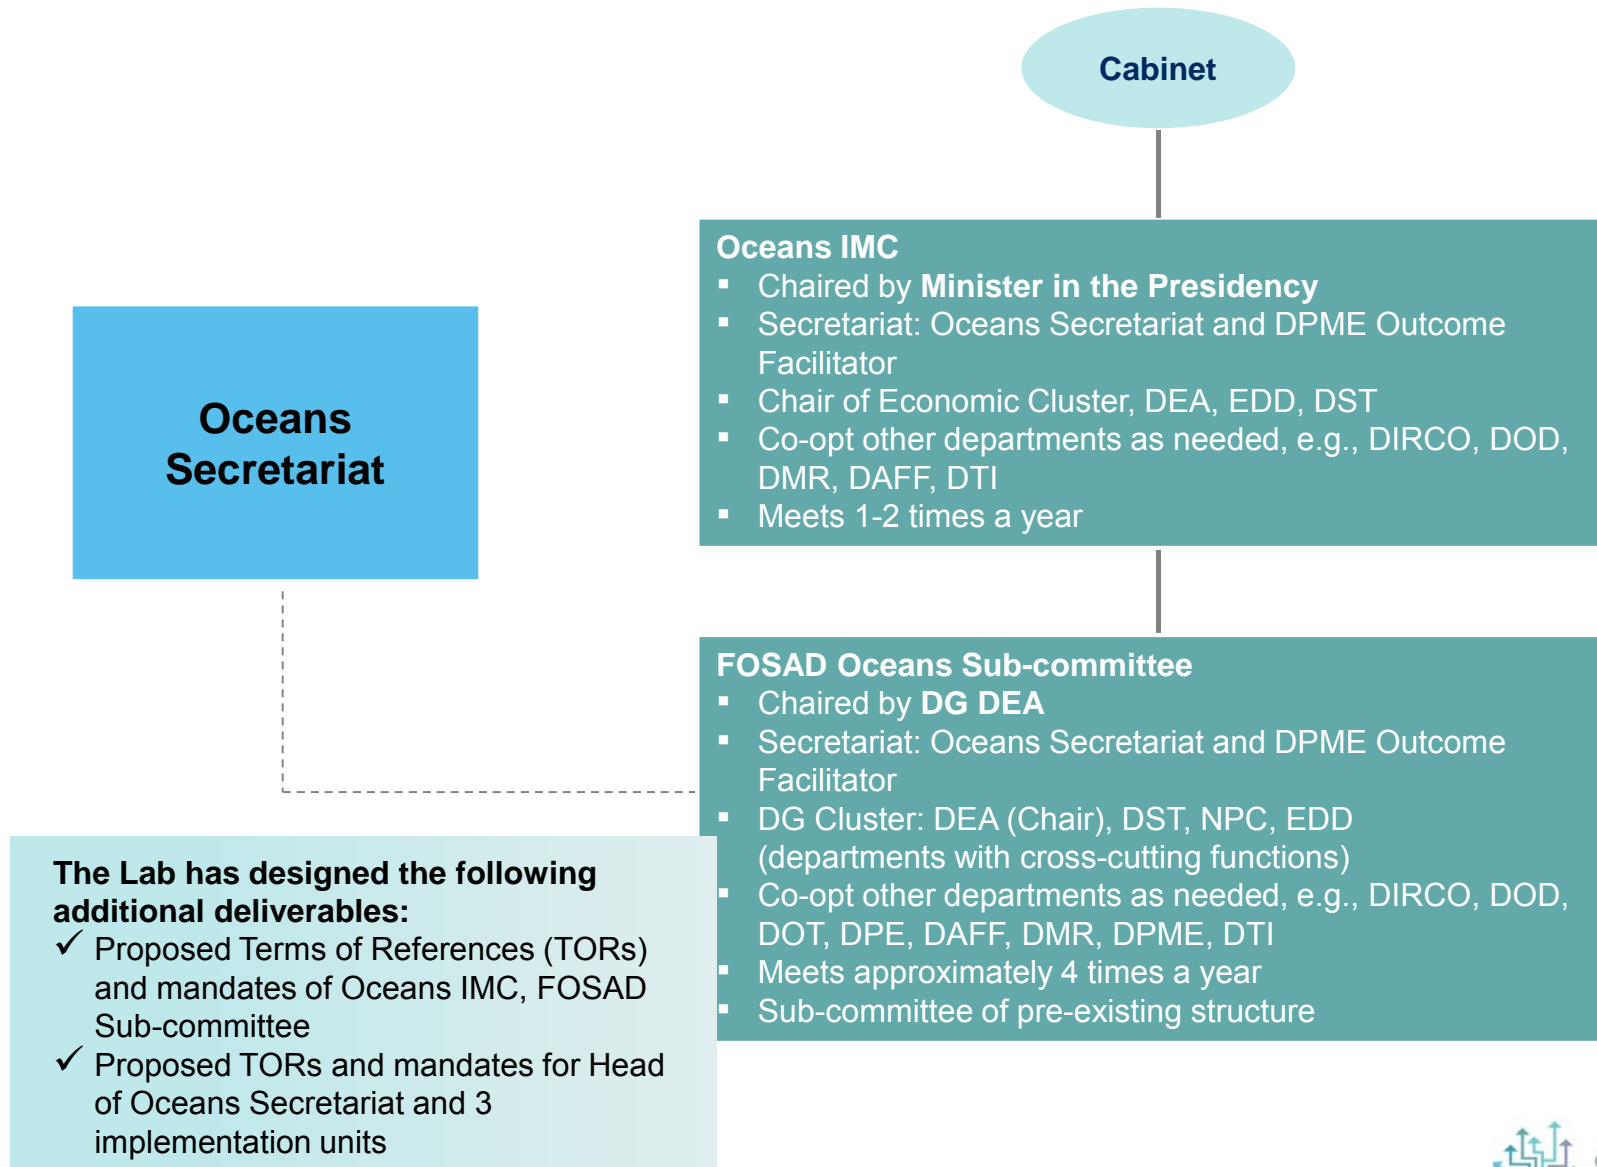 Cabinet
Oceans IMC
▪ Chaired by Minister in the Presidency
▪ Secretariat: Oceans Secretariat and DPME Outcome
Facilitator
▪ Chair of Economic Cluster, DEA, EDD, DST
▪ Co-opt other departments as needed, e.g., DIRCO, DOD,
DMR, DAFF, DTI
▪ Meets 1-2 times a year
Oceans
Secretariat
FOSAD Oceans Sub-committee
▪ Chaired by DG DEA
▪ Secretariat: Oceans Secretariat and DPME Outcome
Facilitator
▪ DG Cluster: DEA (Chair), DST, NPC, EDD
(departments with cross-cutting functions)
▪ Co-opt other departments as needed, e.g., DIRCO, DOD,
DOT, DPE, DAFF, DMR, DPME, DTI
▪ Meets approximately 4 times a year
▪ Sub-committee of pre-existing structure
The Lab has designed the following
additional deliverables:
✓ Proposed Terms of References (TORs)
and mandates of Oceans IMC, FOSAD
Sub-committee
✓ Proposed TORs and mandates for Head
of Oceans Secretariat and 3
implementation units